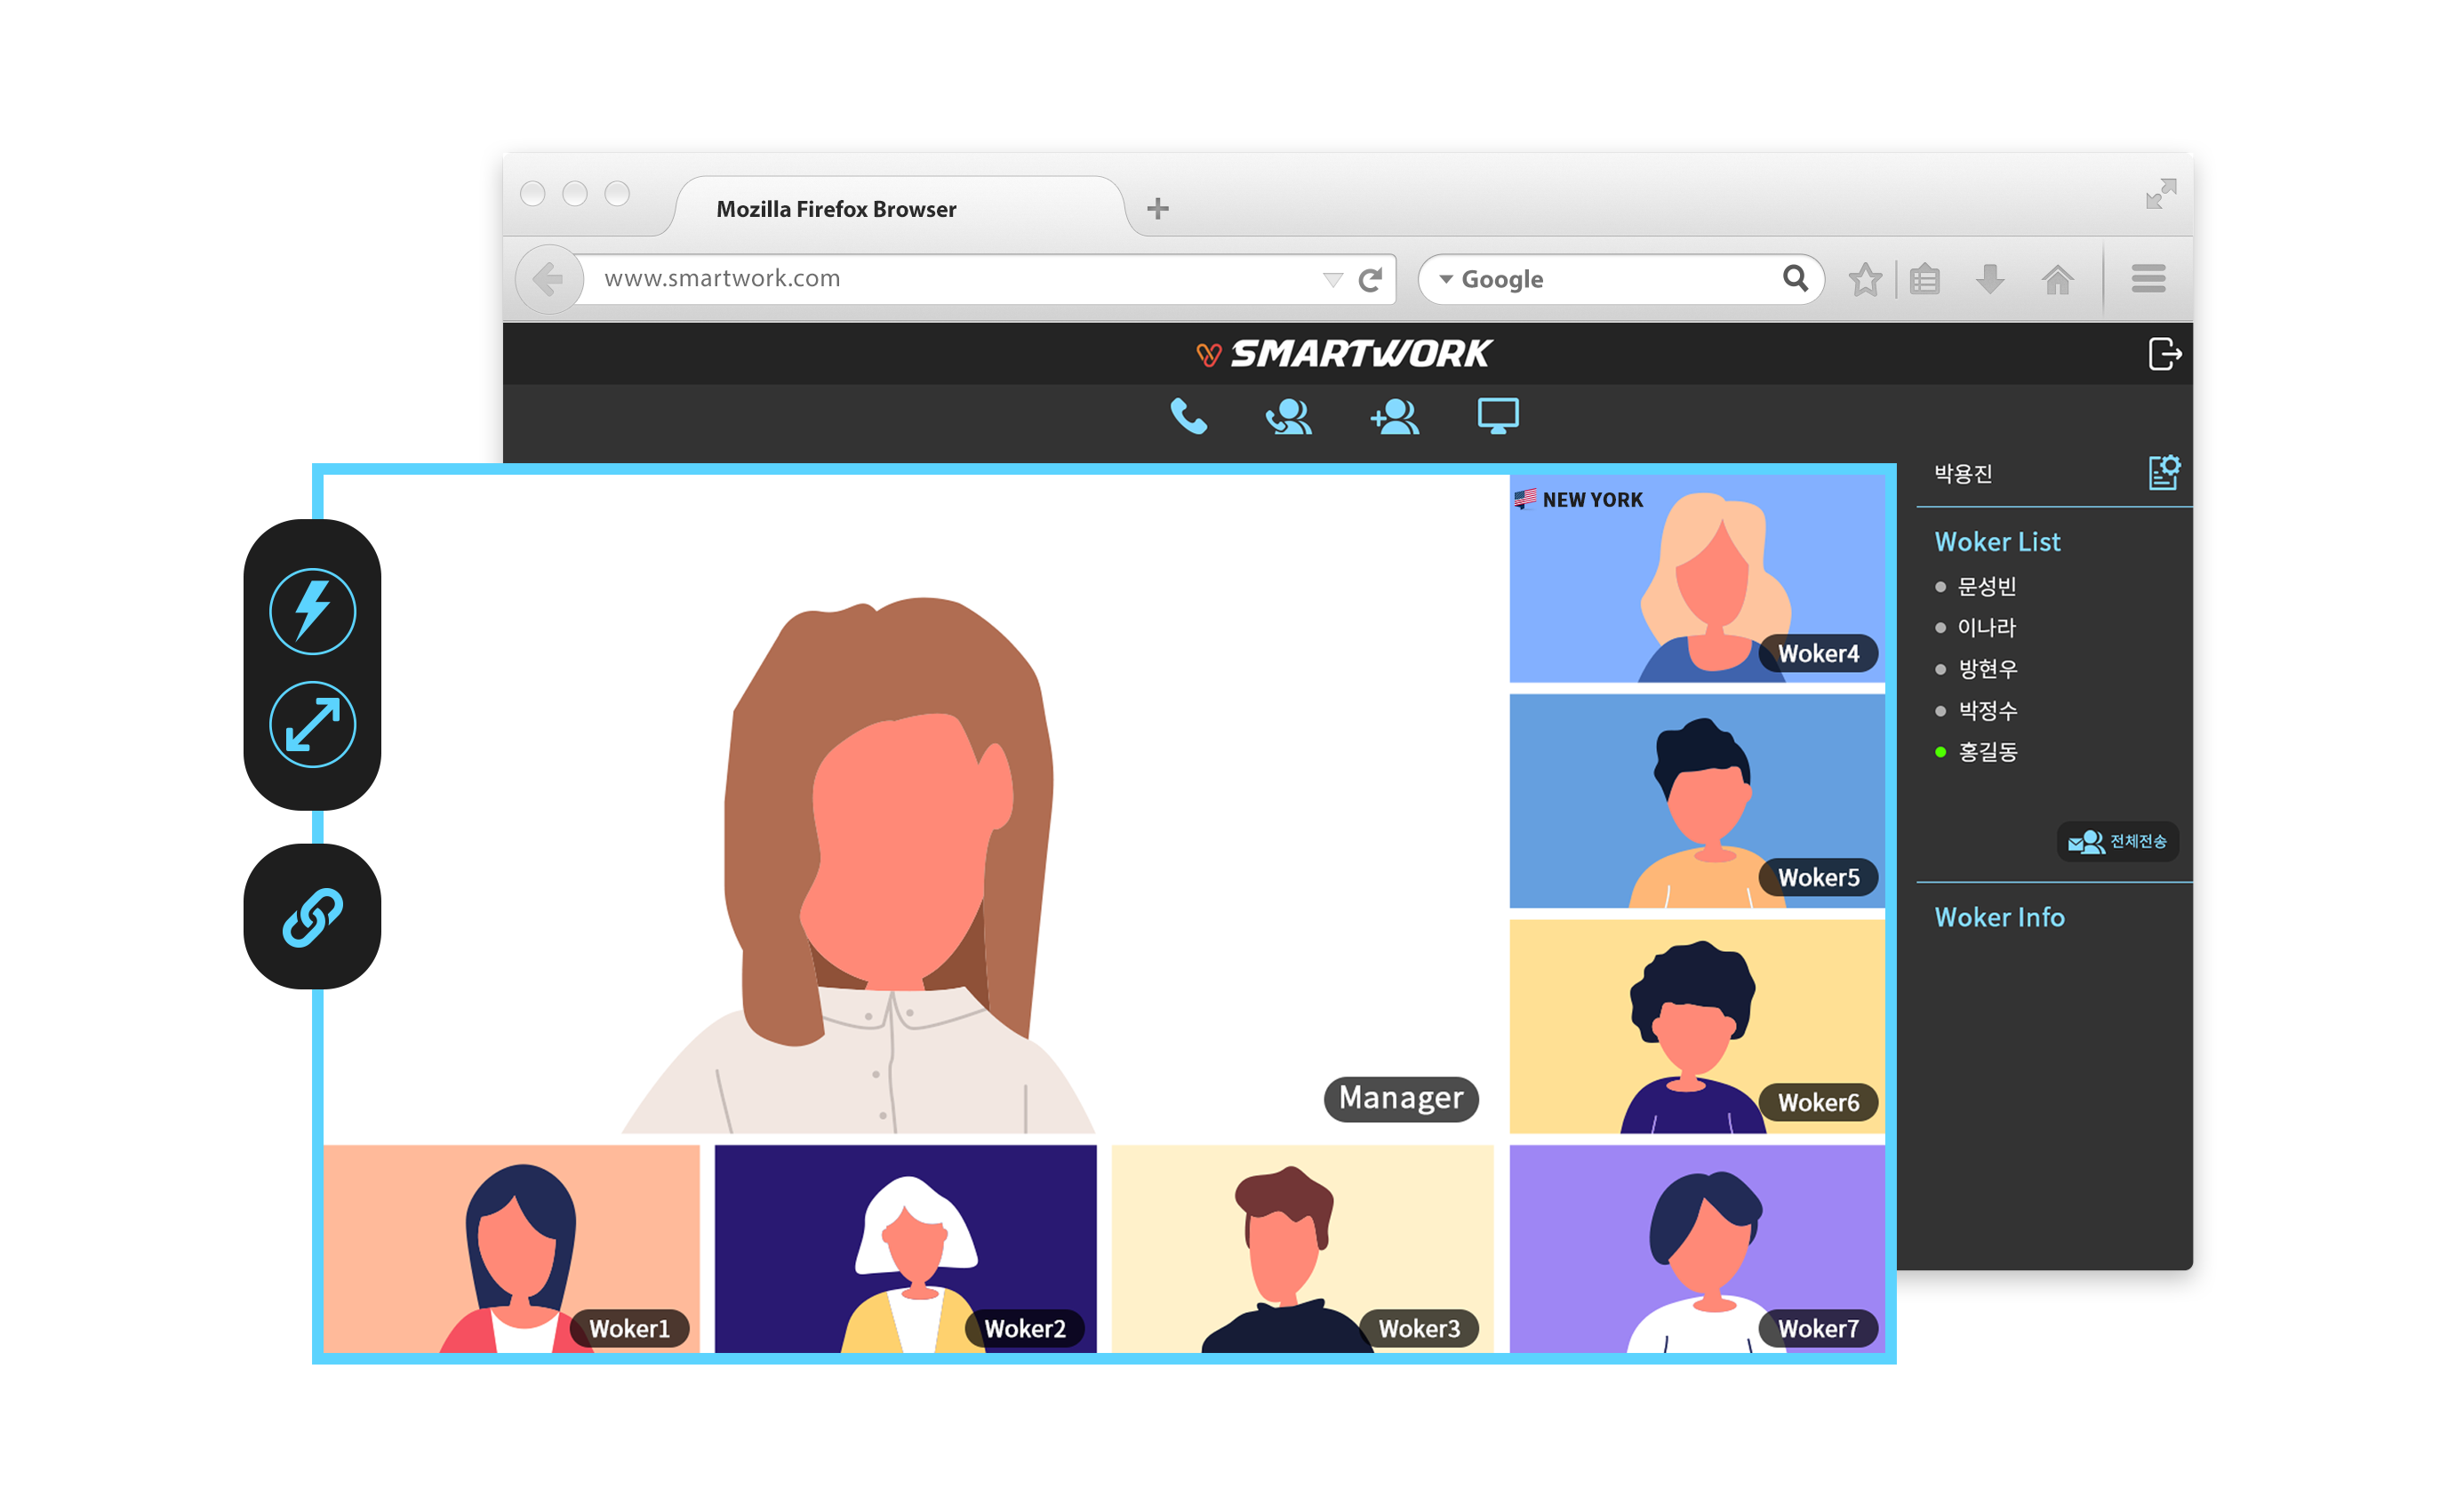 Mozilla Firefox Browser
www.smartwork.com
Google
SMARTWORK
박용진
Woker List
문성빈
이나라
방현우
박정수
홍길동
전체전송
Woker Info
NEW YORK
Woker4
Woker5
Woker6
Manager
Woker1
Woker2
Woker3
Woker7